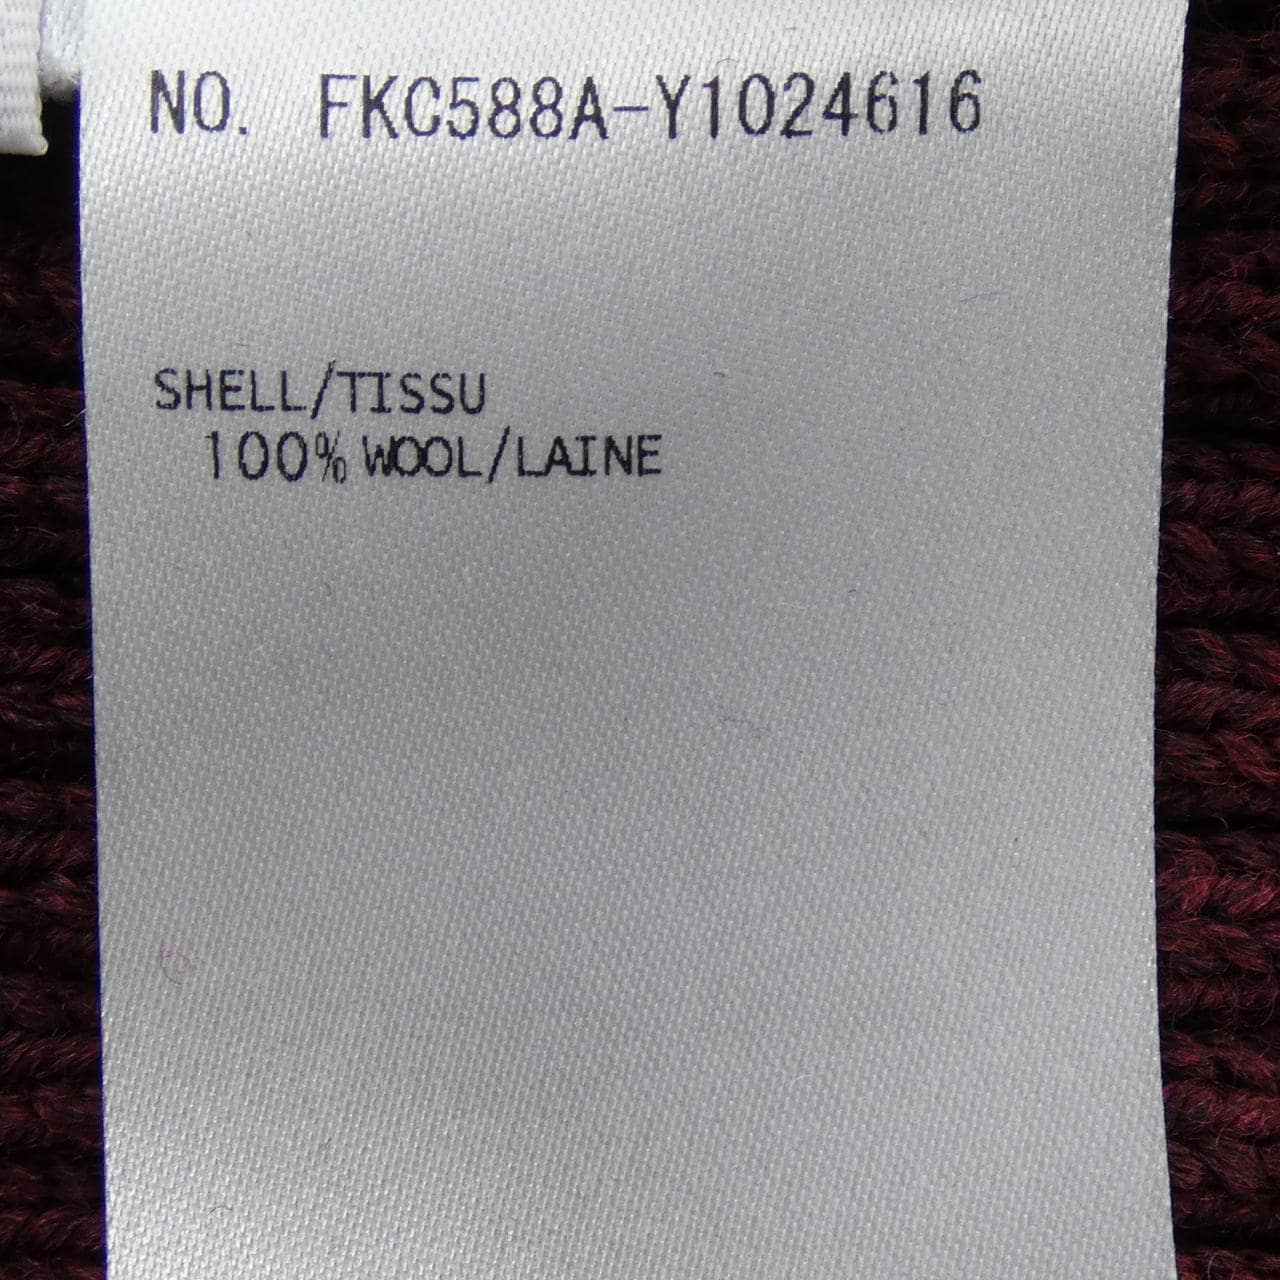 NO. FKC588A-Y1024616
SHELL/TISSU
100% WOOL/LAINE